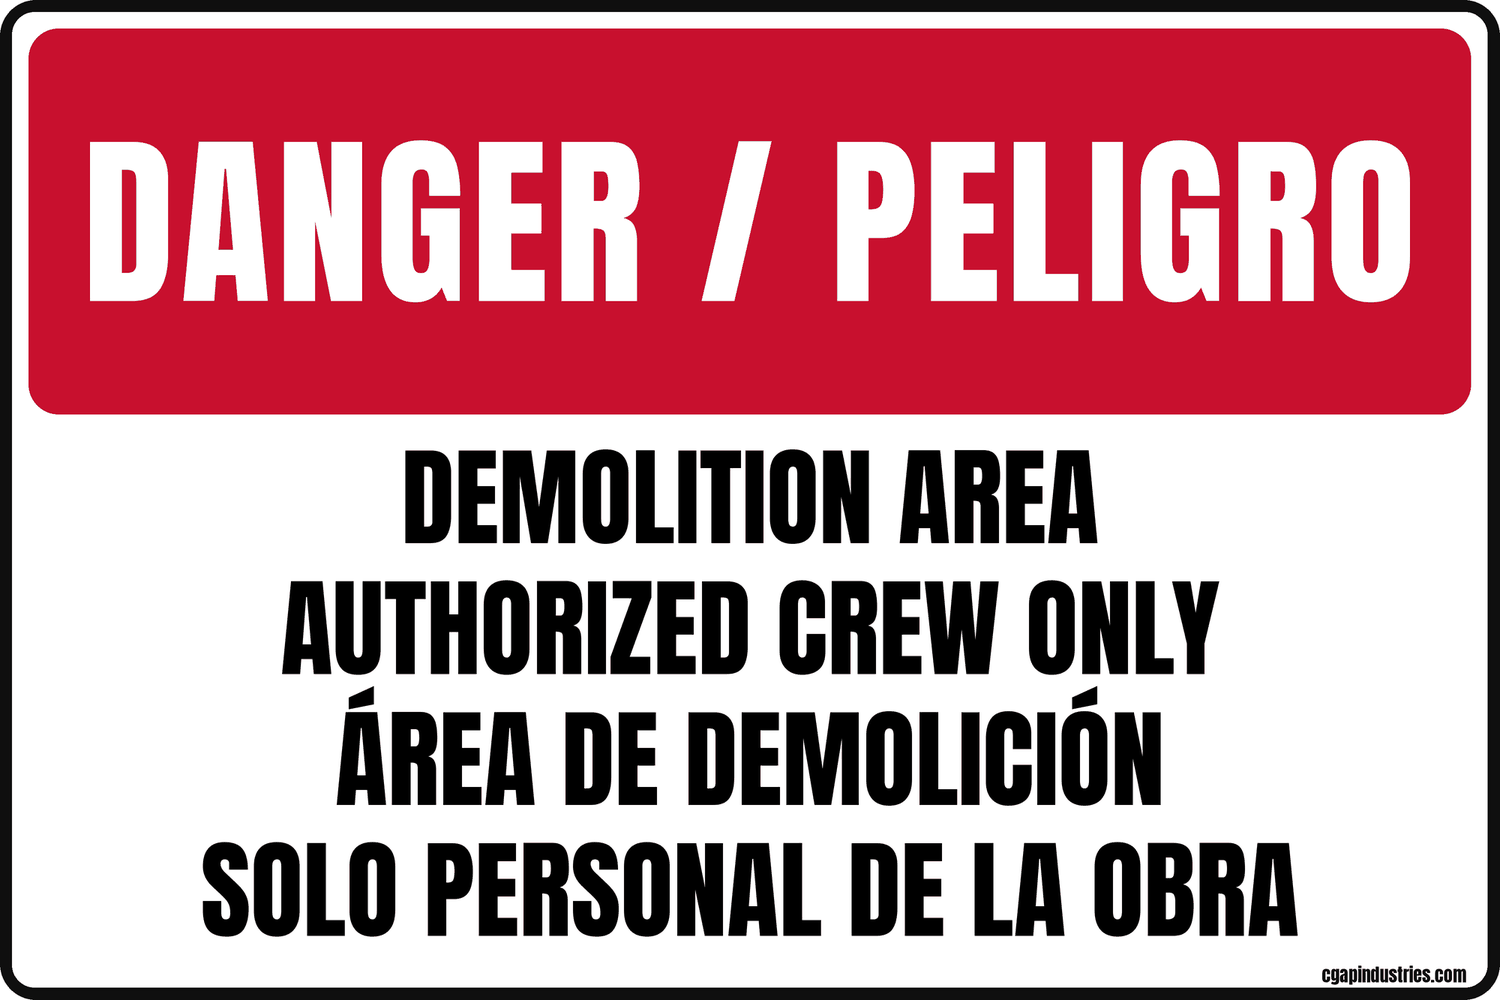 DANGER / PELIGRO
DEMOLITION AREA
AUTHORIZED CREW ONLY
ÁREA DE DEMOLICIÓN
SOLO PERSONAL DE LA OBRA
cgapindustries.com